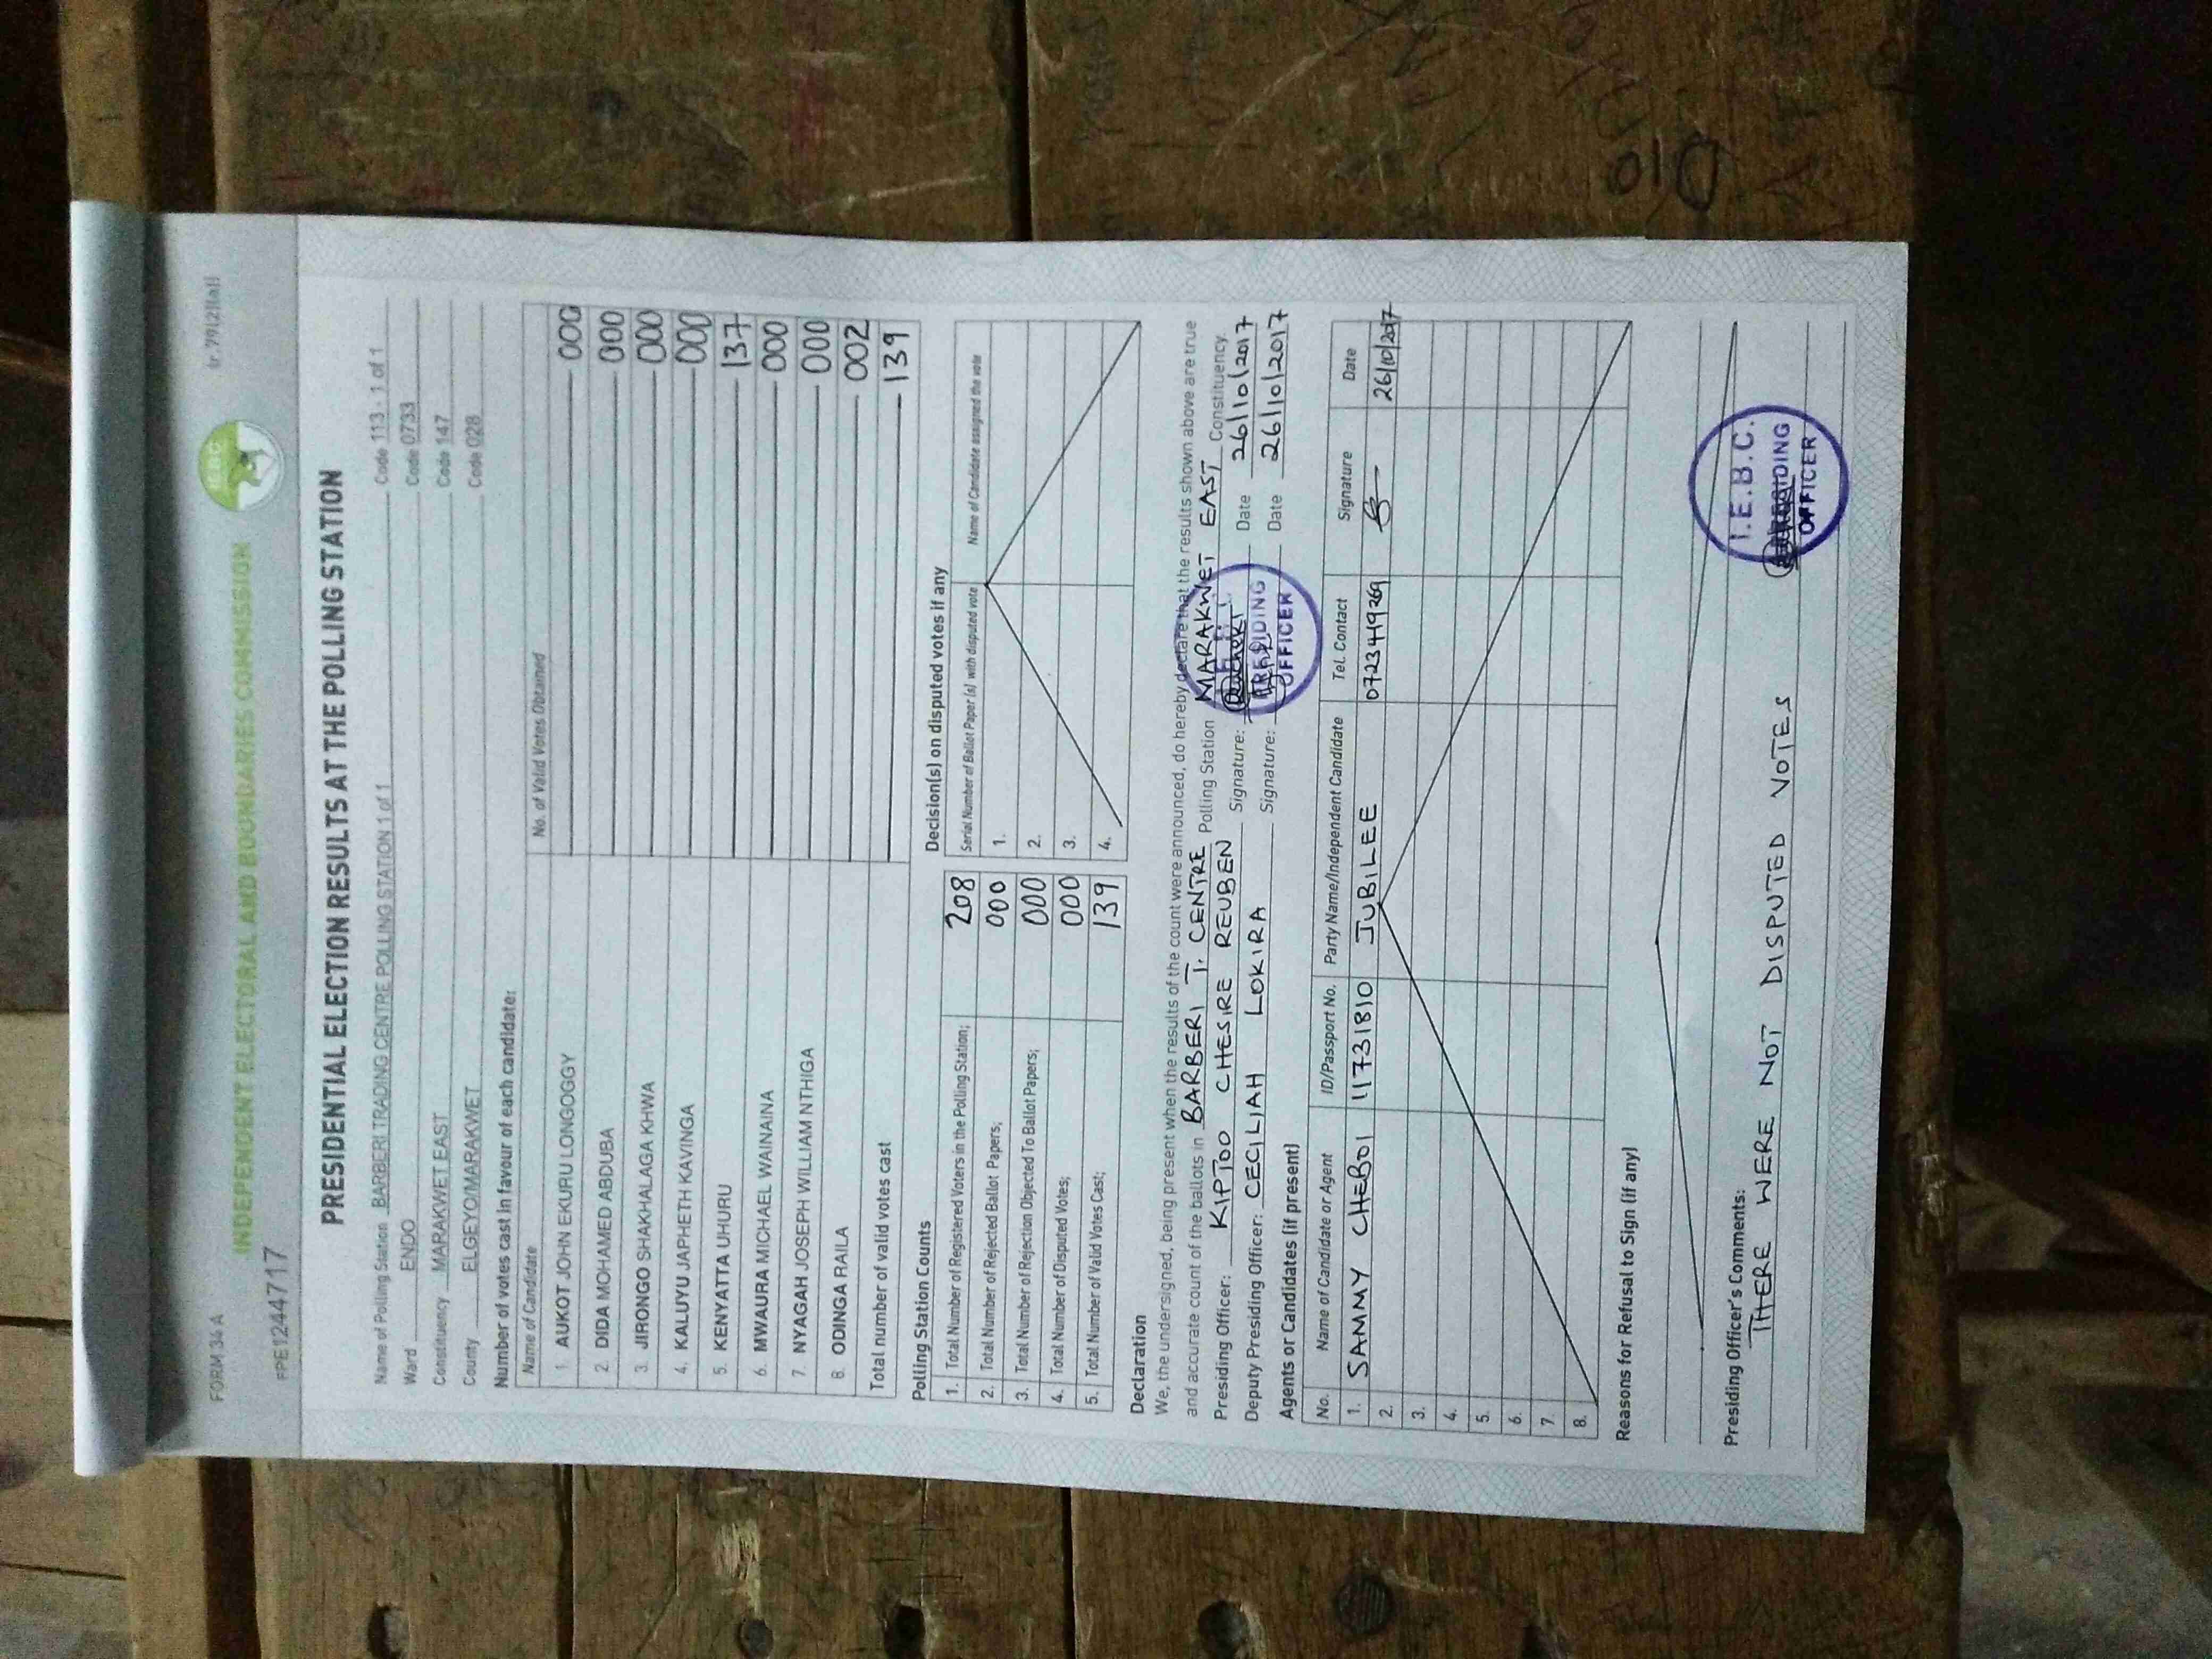 FORM 34 A
INDEPENDENT ELECTORAL AND BOUNDARIES COMMISSION
FPE1244717
PRESIDENTIAL ELECTION RESULTS AT THE POLLING STATION
Name of Polling Station BARBERI TRADING CENTRE POLLING STATION 1 of 1 Code 113 - 1 of 1
Ward ENDO Code 0733
Constituency MARAKWET EAST Code 147
County ELGEYO/MARAKWET Code 028
Number of votes cast in favour of each candidate:
Name of Candidate No. of Valid Votes Obtained
1. AUKOT JOHN EKURU LONGOGGY 000
2. DIDA MOHAMED ABDUBA 000
3. JIRONGO SHAKHALAGA KHWA 000
4. KALUYU JAPHETH KAVINGA 000
5. KENYATTA UHURU 137
6. MWAURA MICHAEL WAINAINA 000
7. NYAGAH JOSEPH WILLIAM NTHIGA 000
8. ODINGA RAILA 002
Total number of valid votes cast 139
Polling Station Counts
1. Total Number of Registered Voters in the Polling Station; 208
2. Total Number of Rejected Ballot Papers; 000
3. Total Number of Rejection Objected To Ballot Papers; 000
4. Total Number of Disputed Votes; 000
5. Total Number of Valid Votes Cast; 139
Decision(s) on disputed votes if any
Serial Number of Ballot Paper (s) with disputed vote Name of Candidate assigned the vote
1.
2.
3.
4.
Declaration
We, the undersigned, being present when the results of the count were announced, do hereby declare that the results shown above are true
and accurate count of the ballots in BARBERI T. CENTRE Polling Station MARAKWET EAST Constituency.
Presiding Officer: KIPTOO CHESIRE REUBEN Signature: Date 26/10/2017
Deputy Presiding Officer: CECILIAH LOKIRA Signature: Date 26/10/2017
PRESIDING
OFFICER
Agents or Candidates (if present)
No. Name of Candidate or Agent ID/Passport No. Party Name/Independent Candidate Tel. Contact Signature Date
1. SAMMY CHEBOI 11731810 JUBILEE 0723449269 26/10/2017
2.
3.
4.
5.
6.
7.
8.
Reasons for Refusal to Sign (if any)
Presiding Officer's Comments:
THERE WERE NOT DISPUTED VOTES
I.E.B.C.
PRESIDING
OFFICER